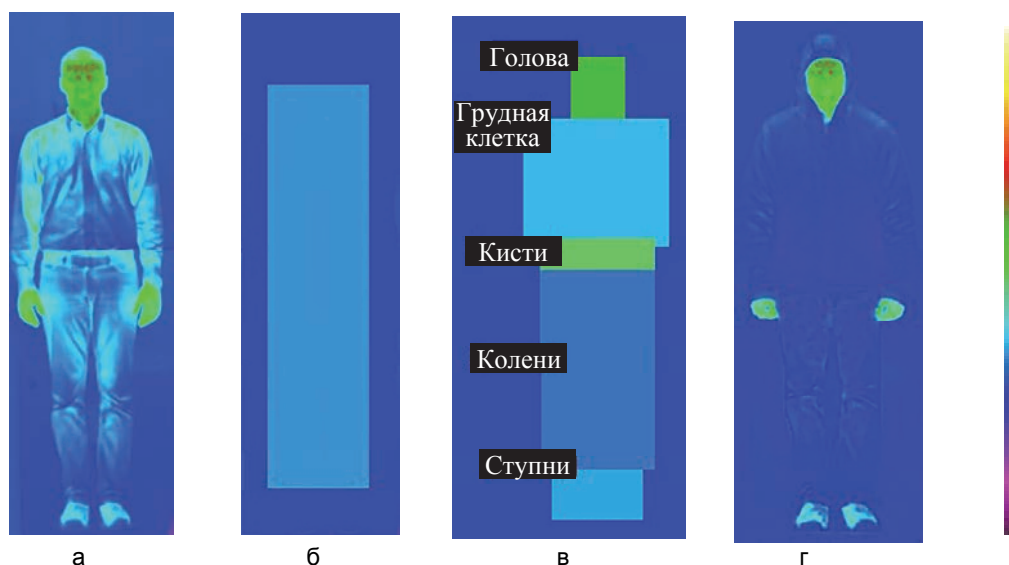 Голова
Грудная
клетка
Кисти
Колени
Ступни
а
б
в
г